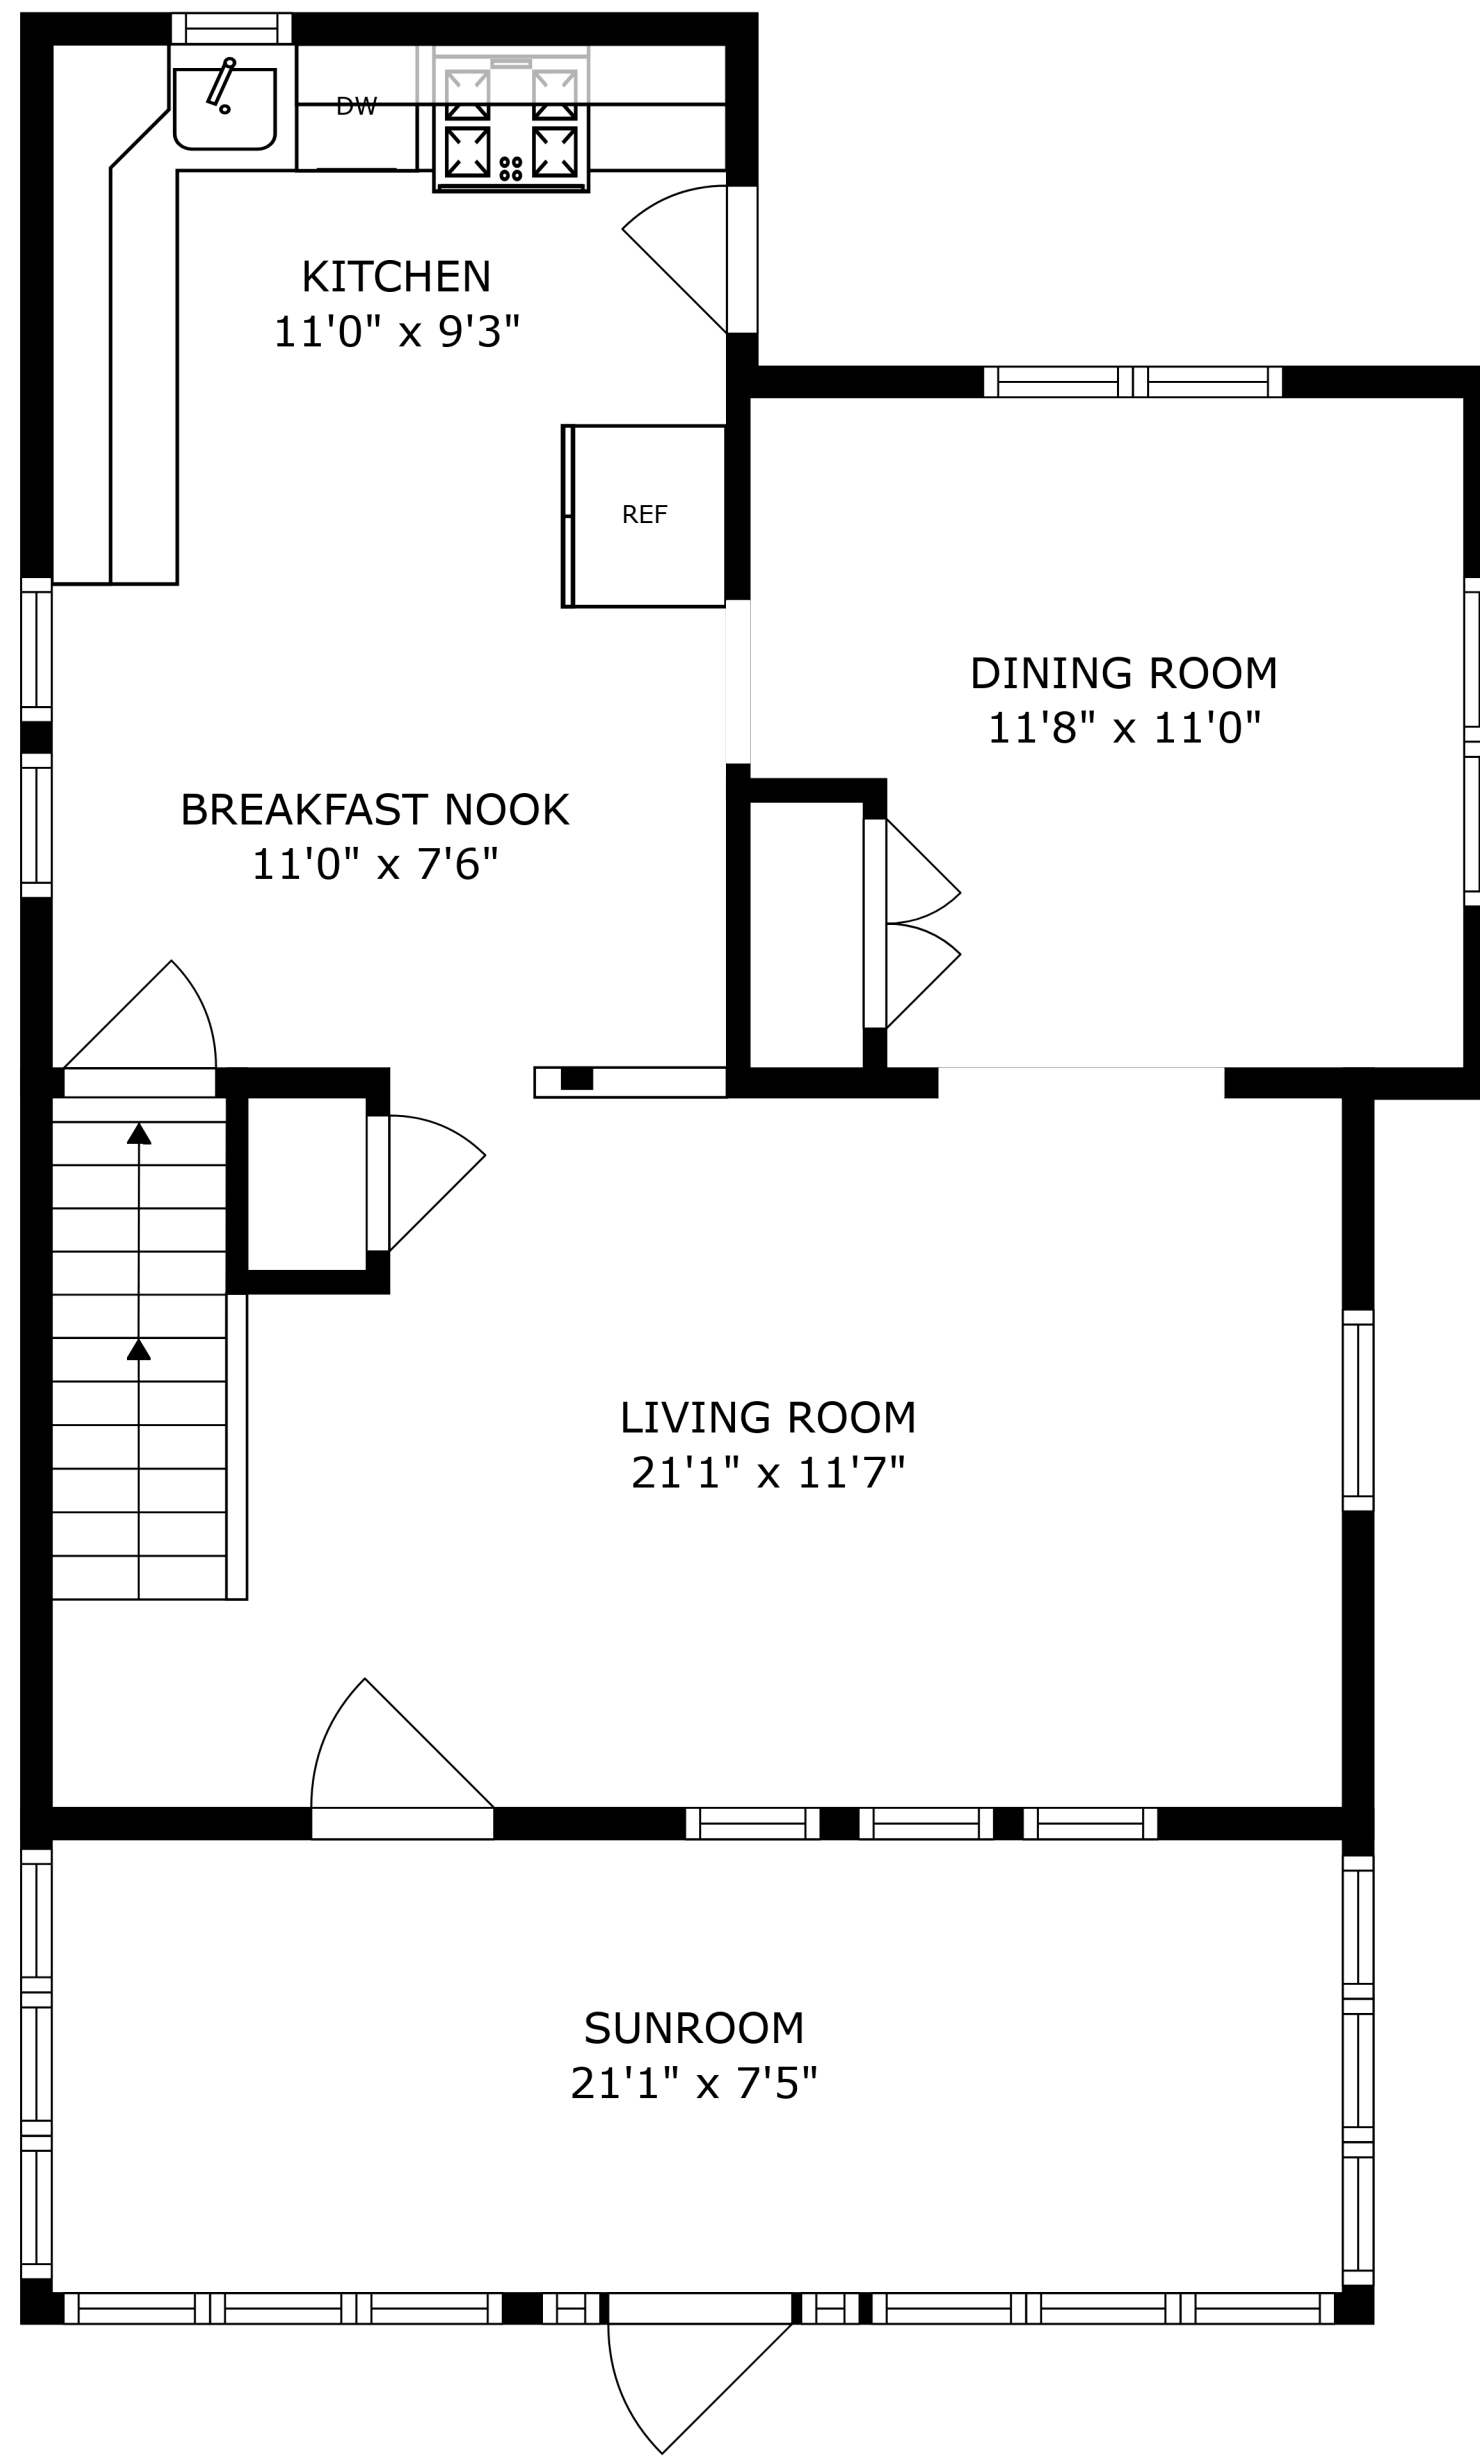 DW
KITCHEN
11'0" x 9'3"
REF
DINING ROOM
11'8" x 11'0"
BREAKFAST NOOK
11'0" x 7'6"
LIVING ROOM
21'1" x 11'7"
SUNROOM
21'1" x 7'5"